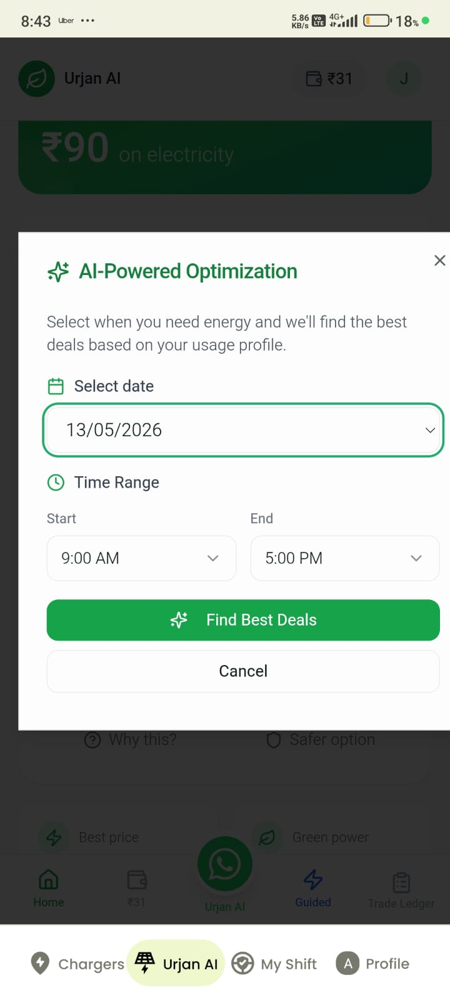 8:43 Uber ••• 5.86 KB/s Vo LTE 4G+ 18%
Urjan AI ₹31 J
₹90 on electricity
AI-Powered Optimization
Select when you need energy and we'll find the best
deals based on your usage profile.
Select date
13/05/2026
Time Range
Start End
9:00 AM 5:00 PM
Find Best Deals
Cancel
Why this? Safer option
Best price Green power
Home ₹31 Urjan AI Guided Trade Ledger
Chargers Urjan AI My Shift A Profile